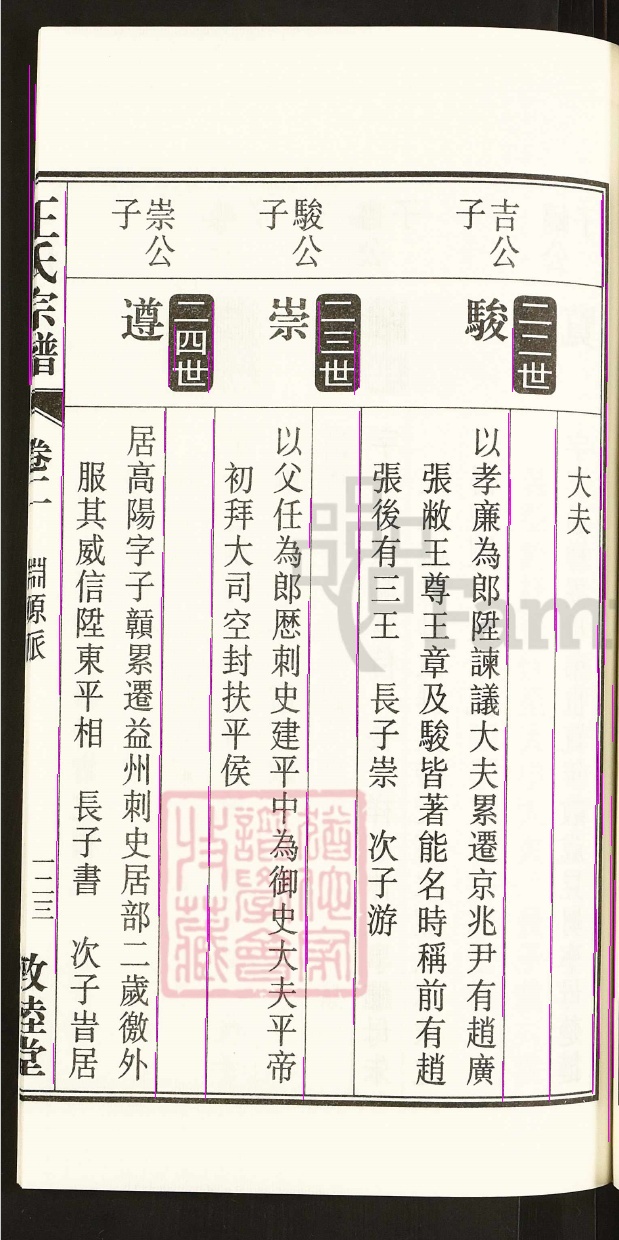 大夫
吉公子
二二世
駿
以孝廉為郎陞諫議大夫累遷京兆尹有趙廣
張敝王尊王章及駿皆著能名時稱前有趙
張後有三王　長子崇　次子游
駿公子
二三世
崇
以父任為郎歷刺史建平中為御史大夫平帝
初拜大司空封扶平侯
崇公子
二四世
遵
居高陽字子贛累遷益州刺史居部二歲徼外
服其威信陞東平相　長子書　次子旹居
王氏宗譜
卷二
淵源派
一二三
敦睦堂
Fami